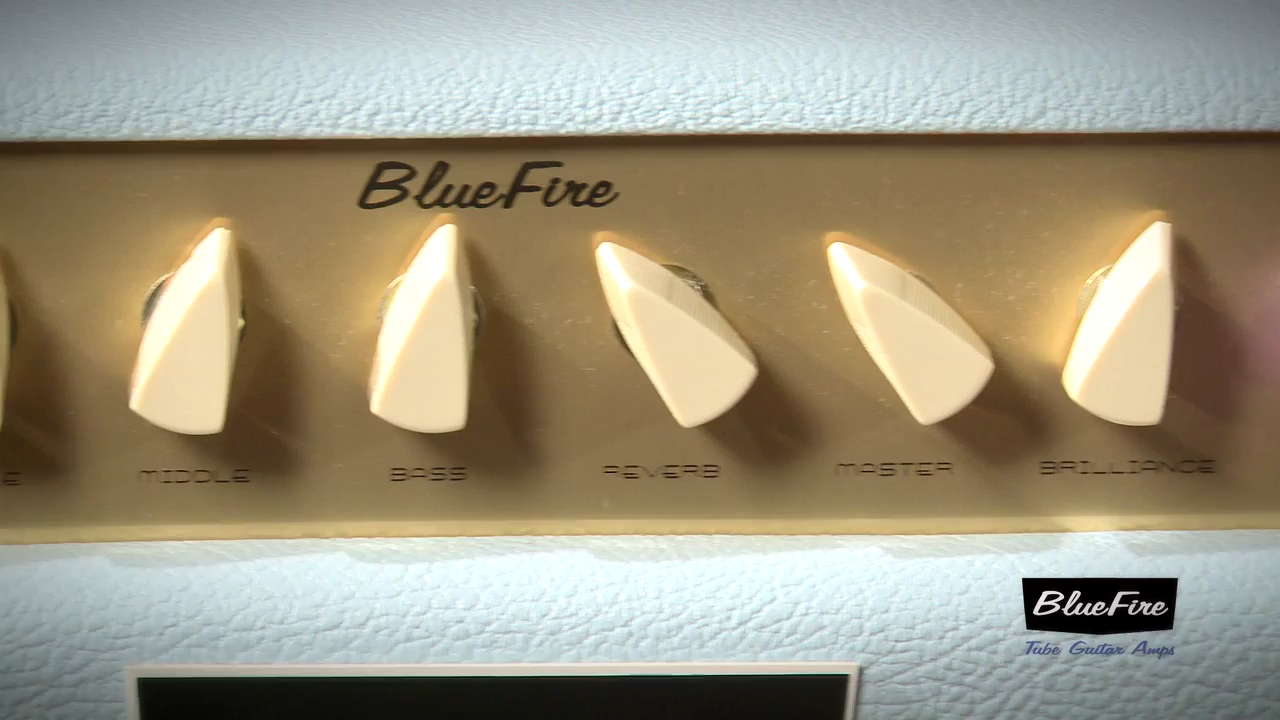 BlueFire
E
MIDDLE
BASS
REVERB
MASTER
BRILLIANCE
BlueFire
Tube Guitar Amps